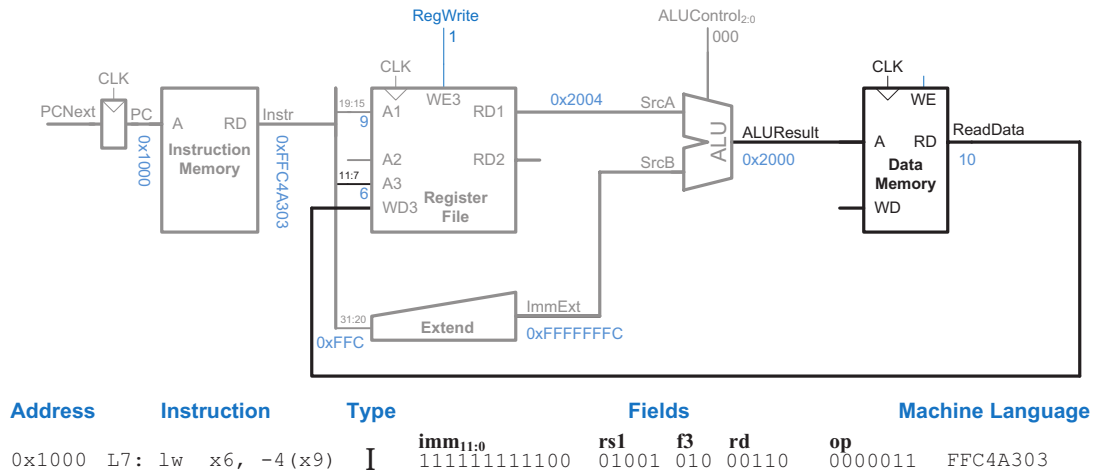 RegWrite
1
ALUControl2:0
000
CLK
PCNext
PC
0x1000
A
RD
Instruction
Memory
Instr
0xFFC4A303
CLK
WE3
19:15
9
A1
RD1
A2
RD2
11:7
6
A3
WD3
Register
File
0x2004
SrcA
SrcB
ALU
ALUResult
0x2000
CLK
WE
A
RD
Data
Memory
WD
ReadData
10
31:20
0xFFC
Extend
ImmExt
0xFFFFFFFC
Address Instruction Type Fields Machine Language
imm11:0 rs1 f3 rd op
0x1000 L7: lw x6, -4(x9) I 111111111100 01001 010 00110 0000011 FFC4A303